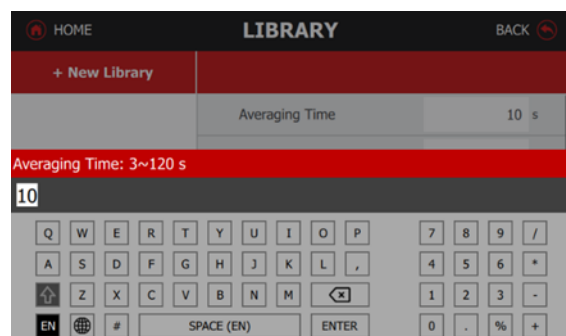 HOME LIBRARY BACK
+ New Library
Averaging Time 10 s
Averaging Time: 3~120 s
10
Q W E R T Y U I O P 7 8 9 /
A S D F G H J K L , 4 5 6 *
Z X C V B N M 1 2 3 -
EN # SPACE (EN) ENTER 0 . % +